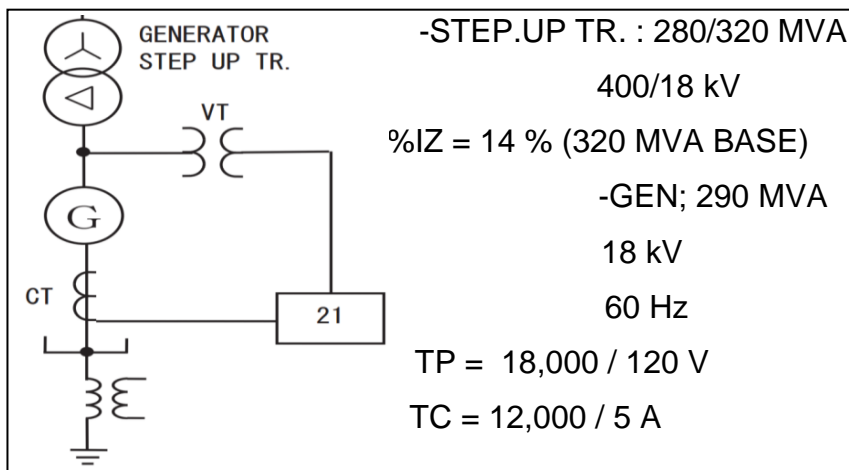 GENERATOR
STEP UP TR.
VT
G
CT
21
-STEP.UP TR. : 280/320 MVA
400/18 kV
%IZ = 14 % (320 MVA BASE)
-GEN; 290 MVA
18 kV
60 Hz
TP = 18,000 / 120 V
TC = 12,000 / 5 A